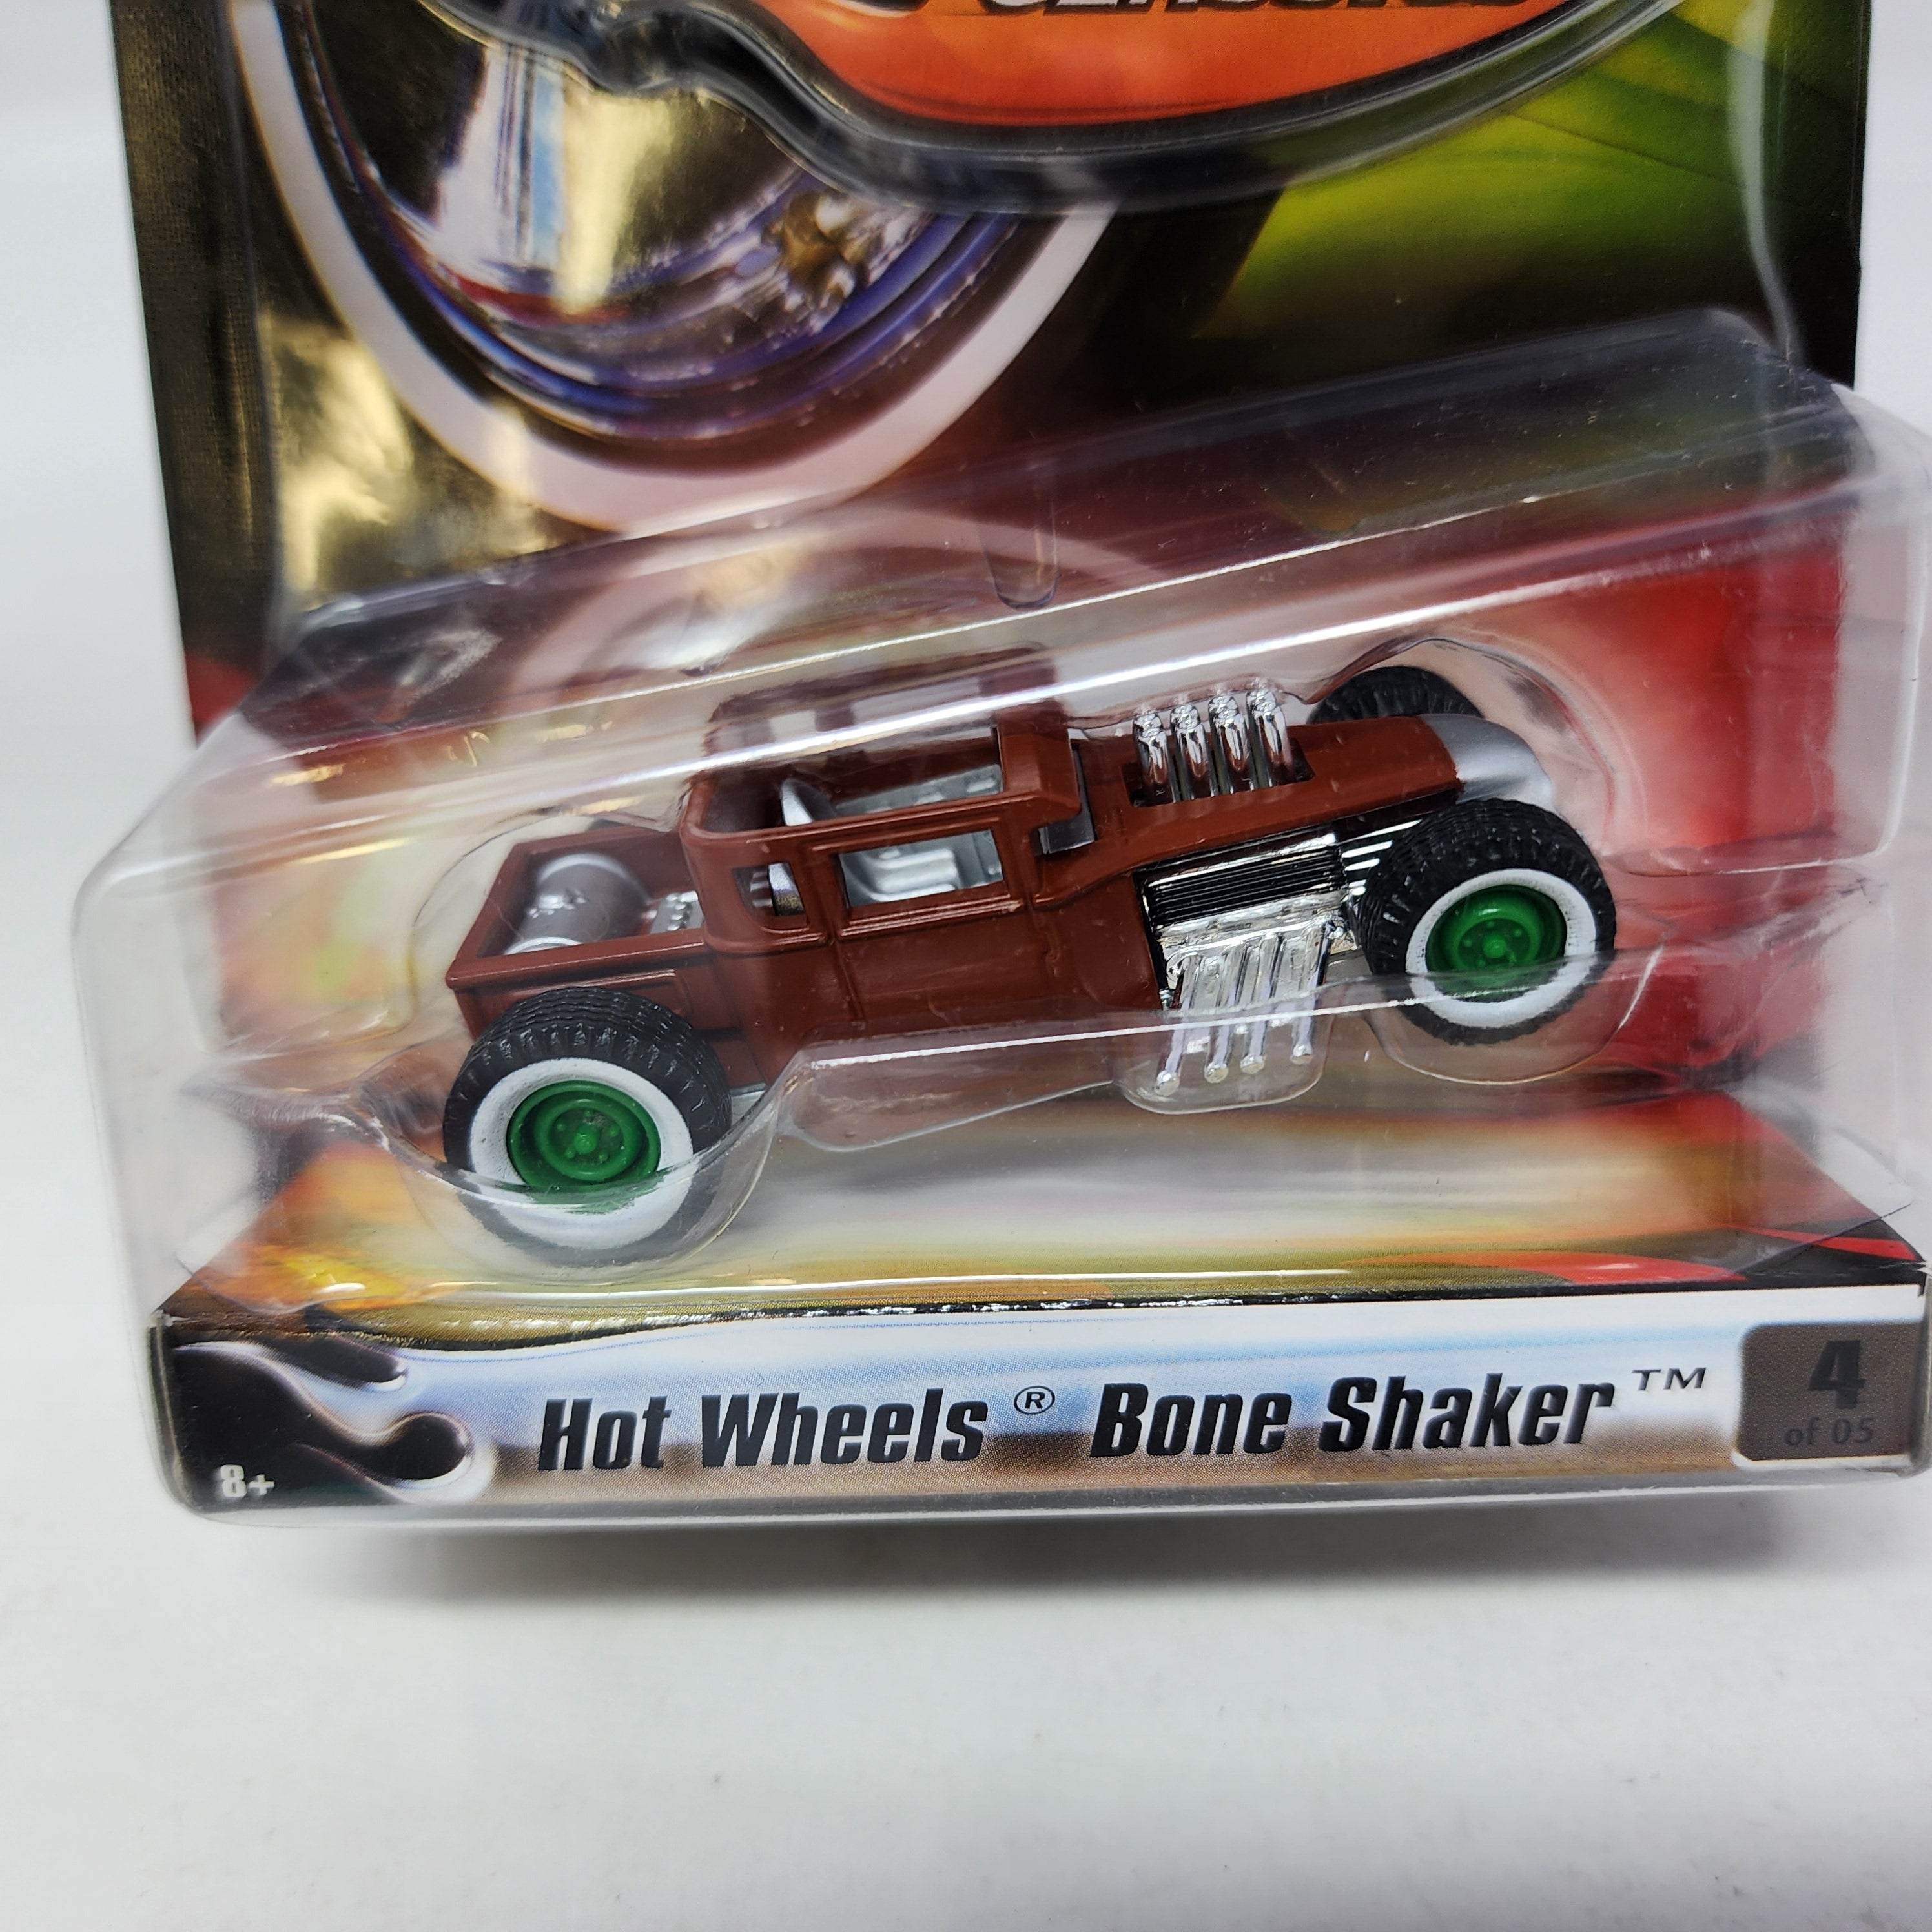 Hot Wheels® Bone Shaker™
4
of 05
8+